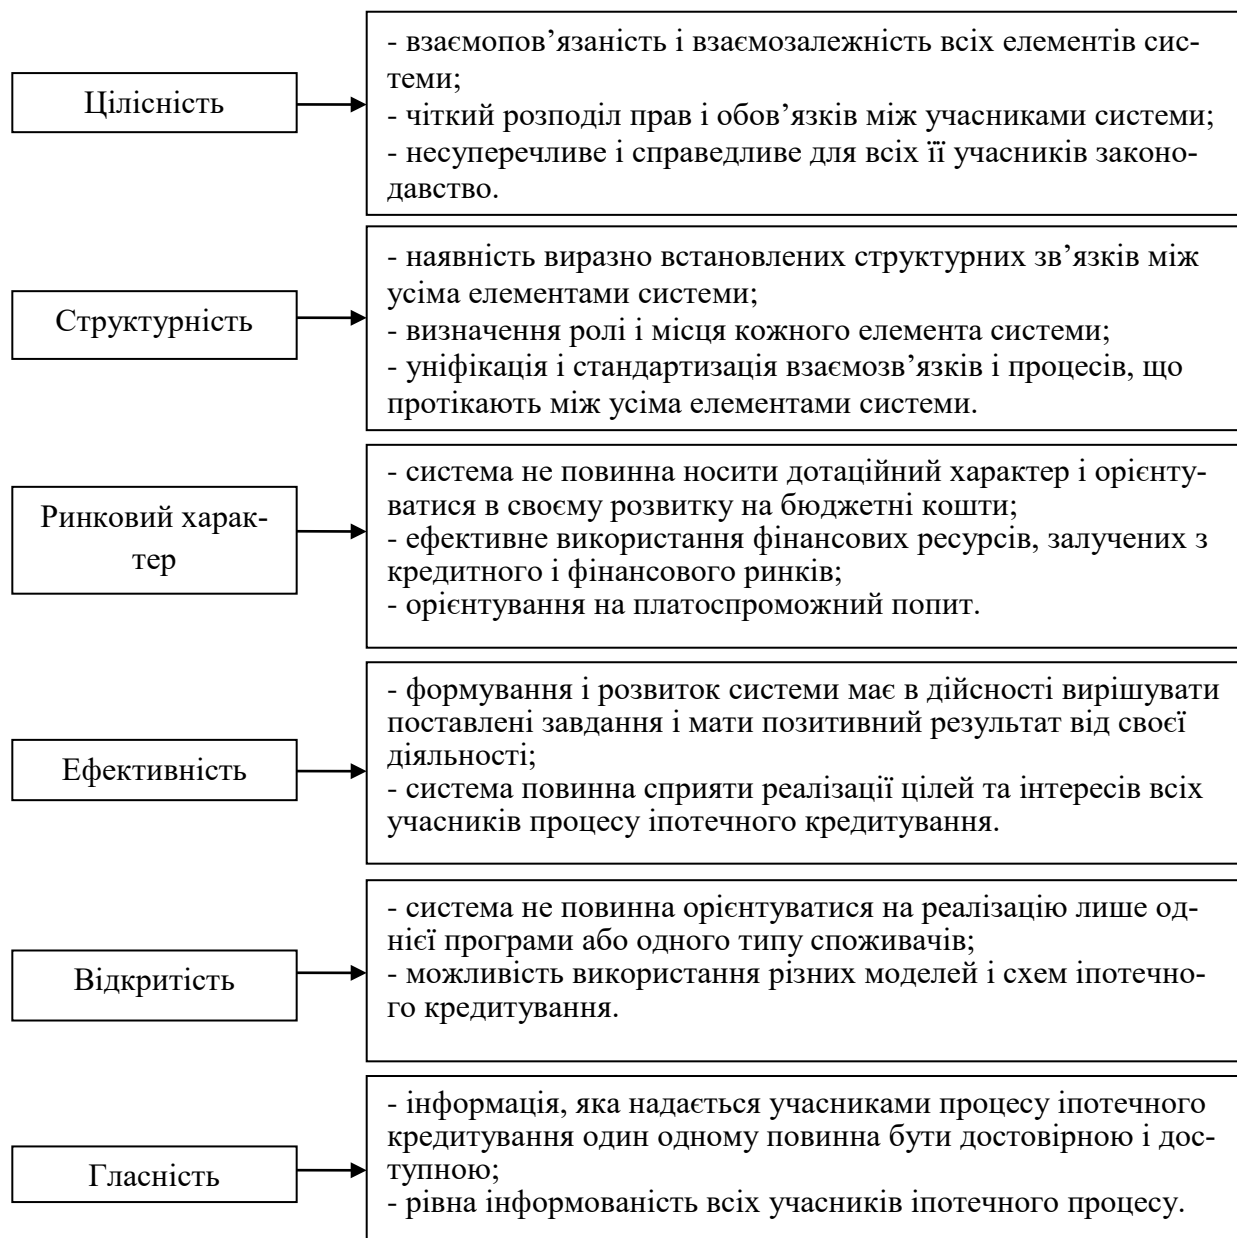 Цілісність
- взаємопов’язаність і взаємозалежність всіх елементів сис-
теми;
- чіткий розподіл прав і обов’язків між учасниками системи;
- несуперечливе і справедливе для всіх її учасників законо-
давство.
Структурність
- наявність виразно встановлених структурних зв’язків між
усіма елементами системи;
- визначення ролі і місця кожного елемента системи;
- уніфікація і стандартизація взаємозв’язків і процесів, що
протікають між усіма елементами системи.
Ринковий харак-
тер
- система не повинна носити дотаційний характер і орієнту-
ватися в своєму розвитку на бюджетні кошти;
- ефективне використання фінансових ресурсів, залучених з
кредитного і фінансового ринків;
- орієнтування на платоспроможний попит.
Ефективність
- формування і розвиток системи має в дійсності вирішувати
поставлені завдання і мати позитивний результат від своєї
діяльності;
- система повинна сприяти реалізації цілей та інтересів всіх
учасників процесу іпотечного кредитування.
Відкритість
- система не повинна орієнтуватися на реалізацію лише од-
нієї програми або одного типу споживачів;
- можливість використання різних моделей і схем іпотечно-
го кредитування.
Гласність
- інформація, яка надається учасниками процесу іпотечного
кредитування один одному повинна бути достовірною і дос-
тупною;
- рівна інформованість всіх учасників іпотечного процесу.